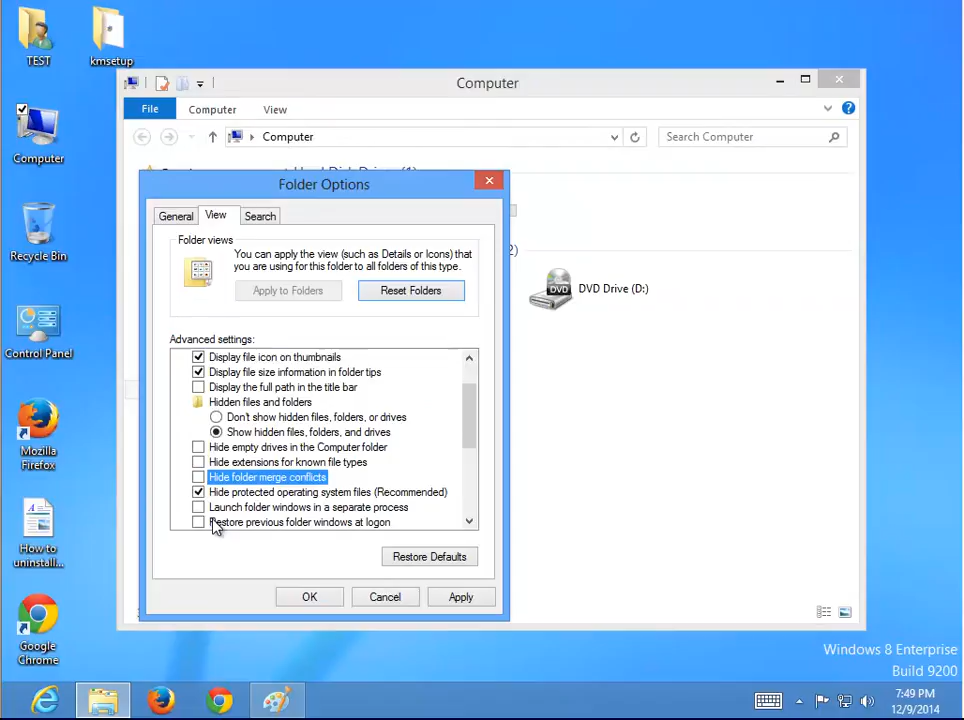 TEST
kmsetup
Computer
Recycle Bin
Control Panel
Mozilla
Firefox
How to
uninstall...
Google
Chrome
Computer
File
Computer
View
Computer
Search Computer
DVD
DVD Drive (D:)
Folder Options
General
View
Search
Folder views
You can apply the view (such as Details or Icons) that
you are using for this folder to all folders of this type.
Apply to Folders
Reset Folders
Advanced settings:
Display file icon on thumbnails
Display file size information in folder tips
Display the full path in the title bar
Hidden files and folders
Don't show hidden files, folders, or drives
Show hidden files, folders, and drives
Hide empty drives in the Computer folder
Hide extensions for known file types
Hide folder merge conflicts
Hide protected operating system files (Recommended)
Launch folder windows in a separate process
Restore previous folder windows at logon
Restore Defaults
OK
Cancel
Apply
Windows 8 Enterprise
Build 9200
7:49 PM
12/9/2014